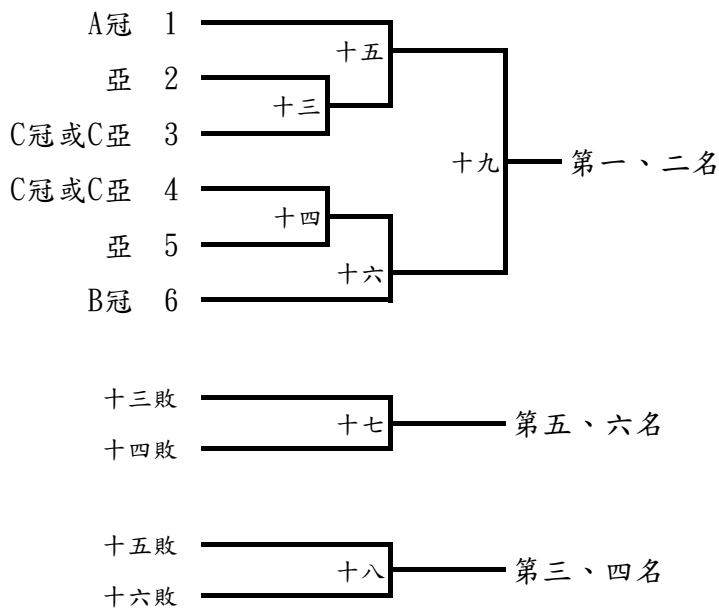 A冠 1
十五
亞 2
十三
C冠或C亞 3
十九 第一、二名
C冠或C亞 4
十四
亞 5
十六
B冠 6
十三敗
十七 第五、六名
十四敗
十五敗
十八 第三、四名
十六敗